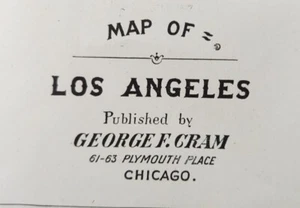 MAP OF
LOS ANGELES
Published by
GEORGE F. CRAM
61-63 PLYMOUTH PLACE
CHICAGO.